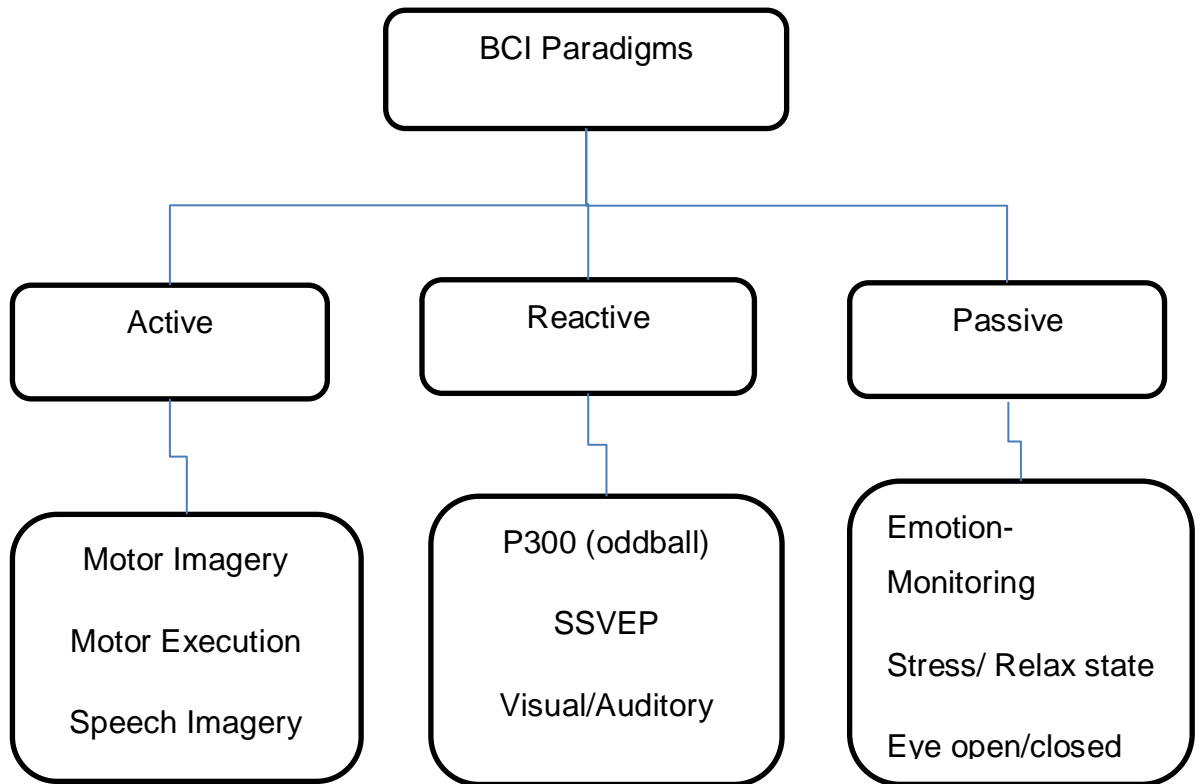 BCI Paradigms
Active
Reactive
Passive
Motor Imagery
Motor Execution
Speech Imagery
P300 (oddball)
SSVEP
Visual/Auditory
Emotion-
Monitoring
Stress/ Relax state
Eye open/closed